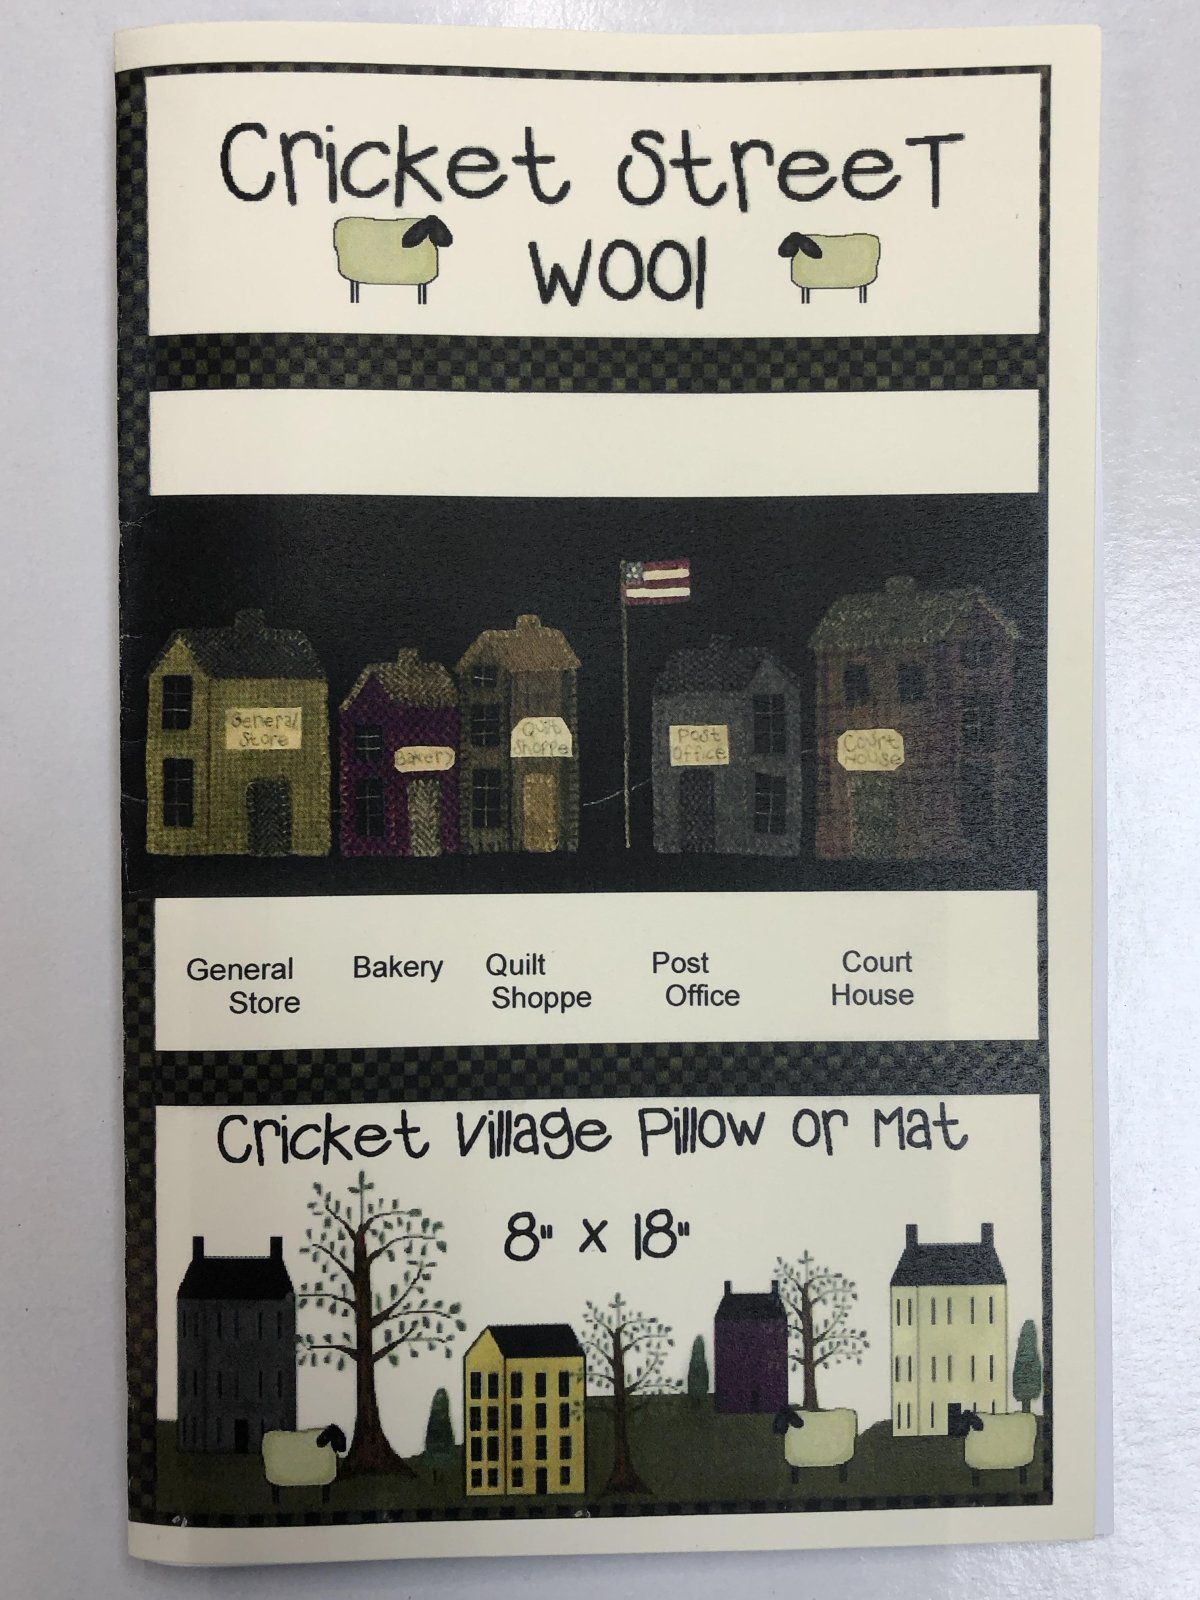 Cricket Street
Wool
General
Store
Bakery
Quilt
Shoppe
Post
Office
Court
House
General
Store
Bakery
Quilt
Shoppe
Post
Office
Court
House
Cricket Village Pillow or Mat
8" x 18"